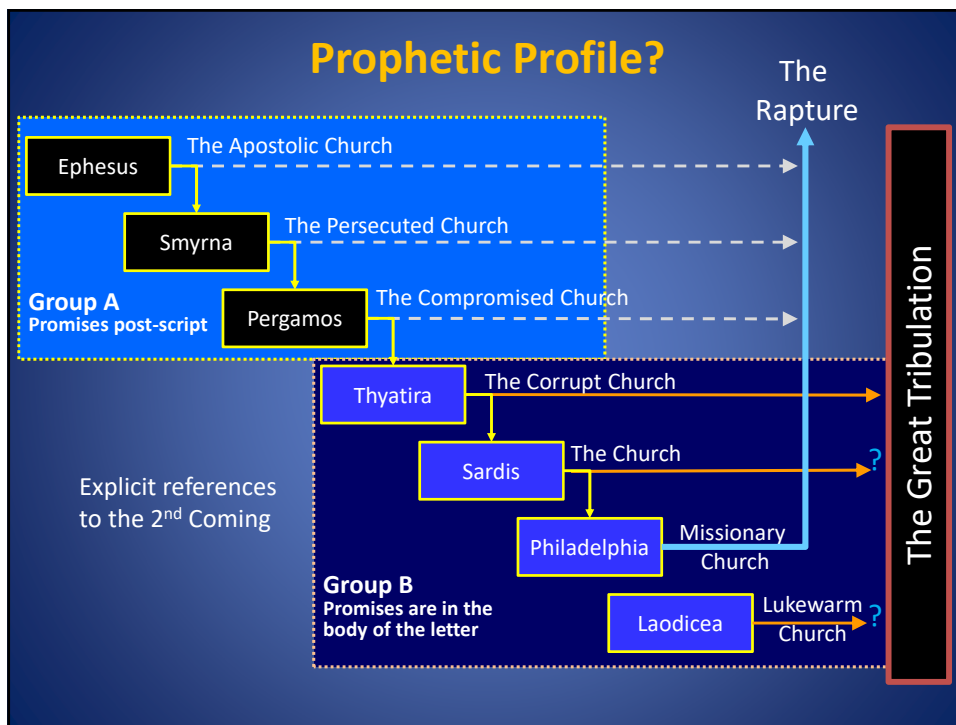 Prophetic Profile?
The
Rapture
Ephesus
The Apostolic Church
Smyrna
The Persecuted Church
Group A
Promises post-script
Pergamos
The Compromised Church
Thyatira
The Corrupt Church
Sardis
The Church
?
Explicit references
to the 2nd Coming
Philadelphia
Missionary
Church
Group B
Promises are in the
body of the letter
Laodicea
Lukewarm
Church
?
The Great Tribulation